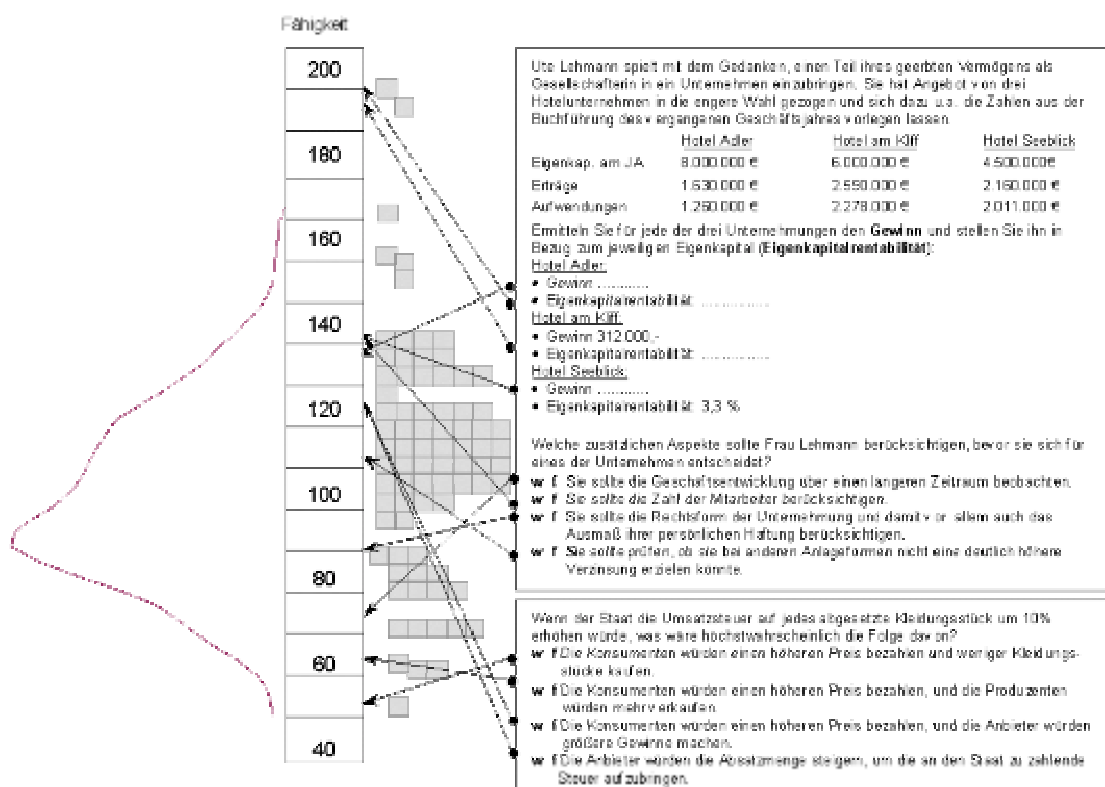 Fähigkeit
200
180
160
140
120
100
80
60
40
Ute Lehmann spielt mit dem Gedanken, einen Teil ihres geerbten Vermögens als
Gesellschafterin in ein Unternehmen einzubringen. Sie hat Angebot von drei
Hotelunternehmen in die engere Wahl gezogen und sich dazu u.a. die Zahlen aus der
Buchführung des vergangenen Geschäftsjahres vorlegen lassen.
Hotel Adler Hotel am Kliff Hotel Seeblick
Eigenkap. am JA 8.000.000 € 6.000.000 € 4.500.000€
Erträge 1.630.000 € 2.590.000 € 2.160.000 €
Aufwendungen 1.260.000 € 2.278.000 € 2.011.000 €
Ermitteln Sie für jede der drei Unternehmungen den Gewinn und stellen Sie ihn in
Bezug zum jeweiligen Eigenkapital (Eigenkapitalrentabilität):
Hotel Adler:
• Gewinn ............
• Eigenkapitalrentabilität: ................
Hotel am Kliff:
• Gewinn 312.000,-
• Eigenkapitalrentabilität: ................
Hotel Seeblick:
• Gewinn ............
• Eigenkapitalrentabilität: 3,3 %
Welche zusätzlichen Aspekte sollte Frau Lehmann berücksichtigen, bevor sie sich für
eines der Unternehmen entscheidet?
w f Sie sollte die Geschäftsentwicklung über einen längeren Zeitraum beobachten.
w f Sie sollte die Zahl der Mitarbeiter berücksichtigen.
w f Sie sollte die Rechtsform der Unternehmung und damit vor allem auch das
Ausmaß ihrer persönlichen Haftung berücksichtigen.
w f Sie sollte prüfen, ob sie bei anderen Anlageformen nicht eine deutlich höhere
Verzinsung erzielen könnte.
Wenn der Staat die Umsatzsteuer auf jedes abgesetzte Kleidungsstück um 10%
erhöhen würde, was wäre höchstwahrscheinlich die Folge davon?
w f Die Konsumenten würden einen höheren Preis bezahlen und weniger Kleidungs-
stücke kaufen.
w f Die Konsumenten würden einen höheren Preis bezahlen, und die Produzenten
würden mehr verkaufen.
w f Die Konsumenten würden einen höheren Preis bezahlen, und die Anbieter würden
größere Gewinne machen.
w f Die Anbieter würden die Absatzmenge steigern, um die an den Staat zu zahlende
Steuer aufzubringen.